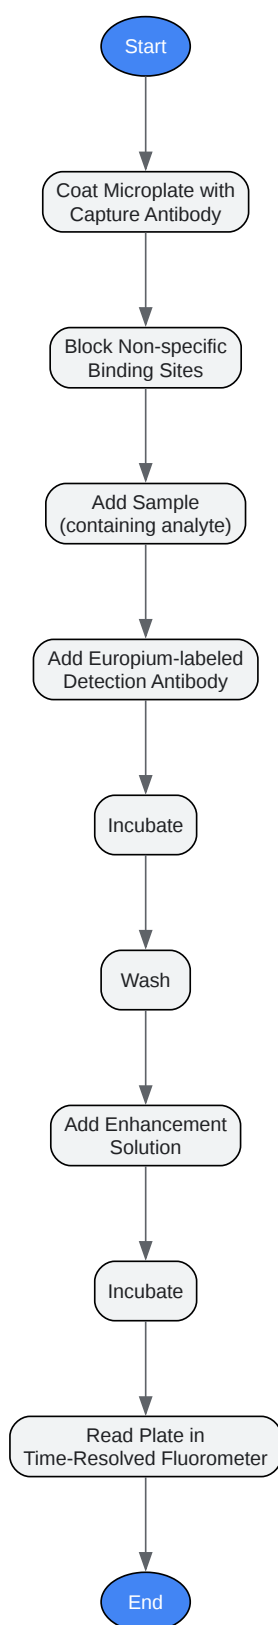 Start
Coat Microplate with
Capture Antibody
Block Non-specific
Binding Sites
Add Sample
(containing analyte)
Add Europium-labeled
Detection Antibody
Incubate
Wash
Add Enhancement
Solution
Incubate
Read Plate in
Time-Resolved Fluorometer
End